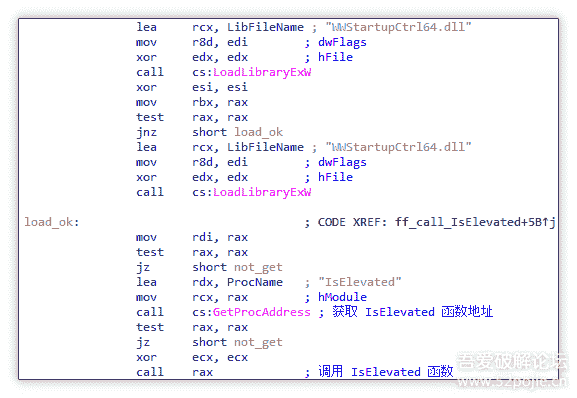 lea rcx, LibFileName ; "WWStartupCtrl64.dll"
mov r8d, edi ; dwFlags
xor edx, edx ; hFile
call cs:LoadLibraryExW
xor esi, esi
mov rbx, rax
test rax, rax
jnz short load_ok
lea rcx, LibFileName ; "WWStartupCtrl64.dll"
mov r8d, edi ; dwFlags
xor edx, edx ; hFile
call cs:LoadLibraryExW
load_ok: ; CODE XREF: ff_call_IsElevated+5B↑j
mov rdi, rax
test rax, rax
jz short not_get
lea rdx, ProcName ; "IsElevated"
mov rcx, rax ; hModule
call cs:GetProcAddress ; 获取 IsElevated 函数地址
test rax, rax
jz short not_get
xor ecx, ecx
call rax ; 调用 IsElevated 函数
吾爱破解论坛
www.52pojie.cn